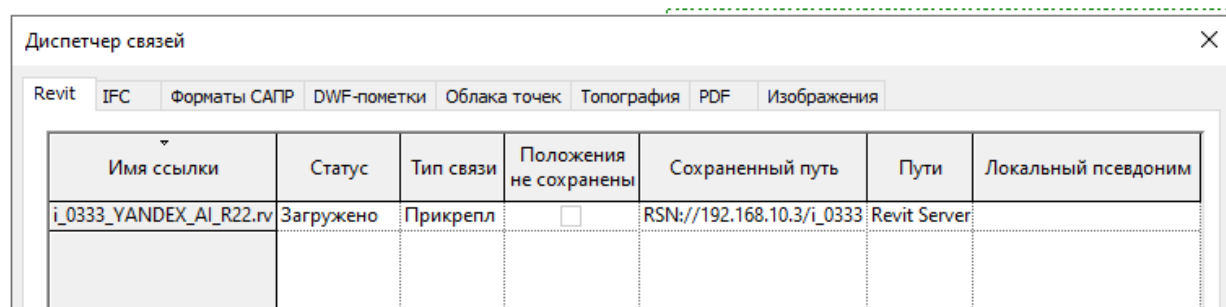 Диспетчер связей
Revit IFC Форматы САПР DWF-пометки Облака точек Топография PDF Изображения
Имя ссылки Статус Тип связи Положения не сохранены Сохраненный путь Пути Локальный псевдоним
i_0333_YANDEX_AI_R22.rv Загружено Прикрепл RSN://192.168.10.3/i_0333 Revit Server